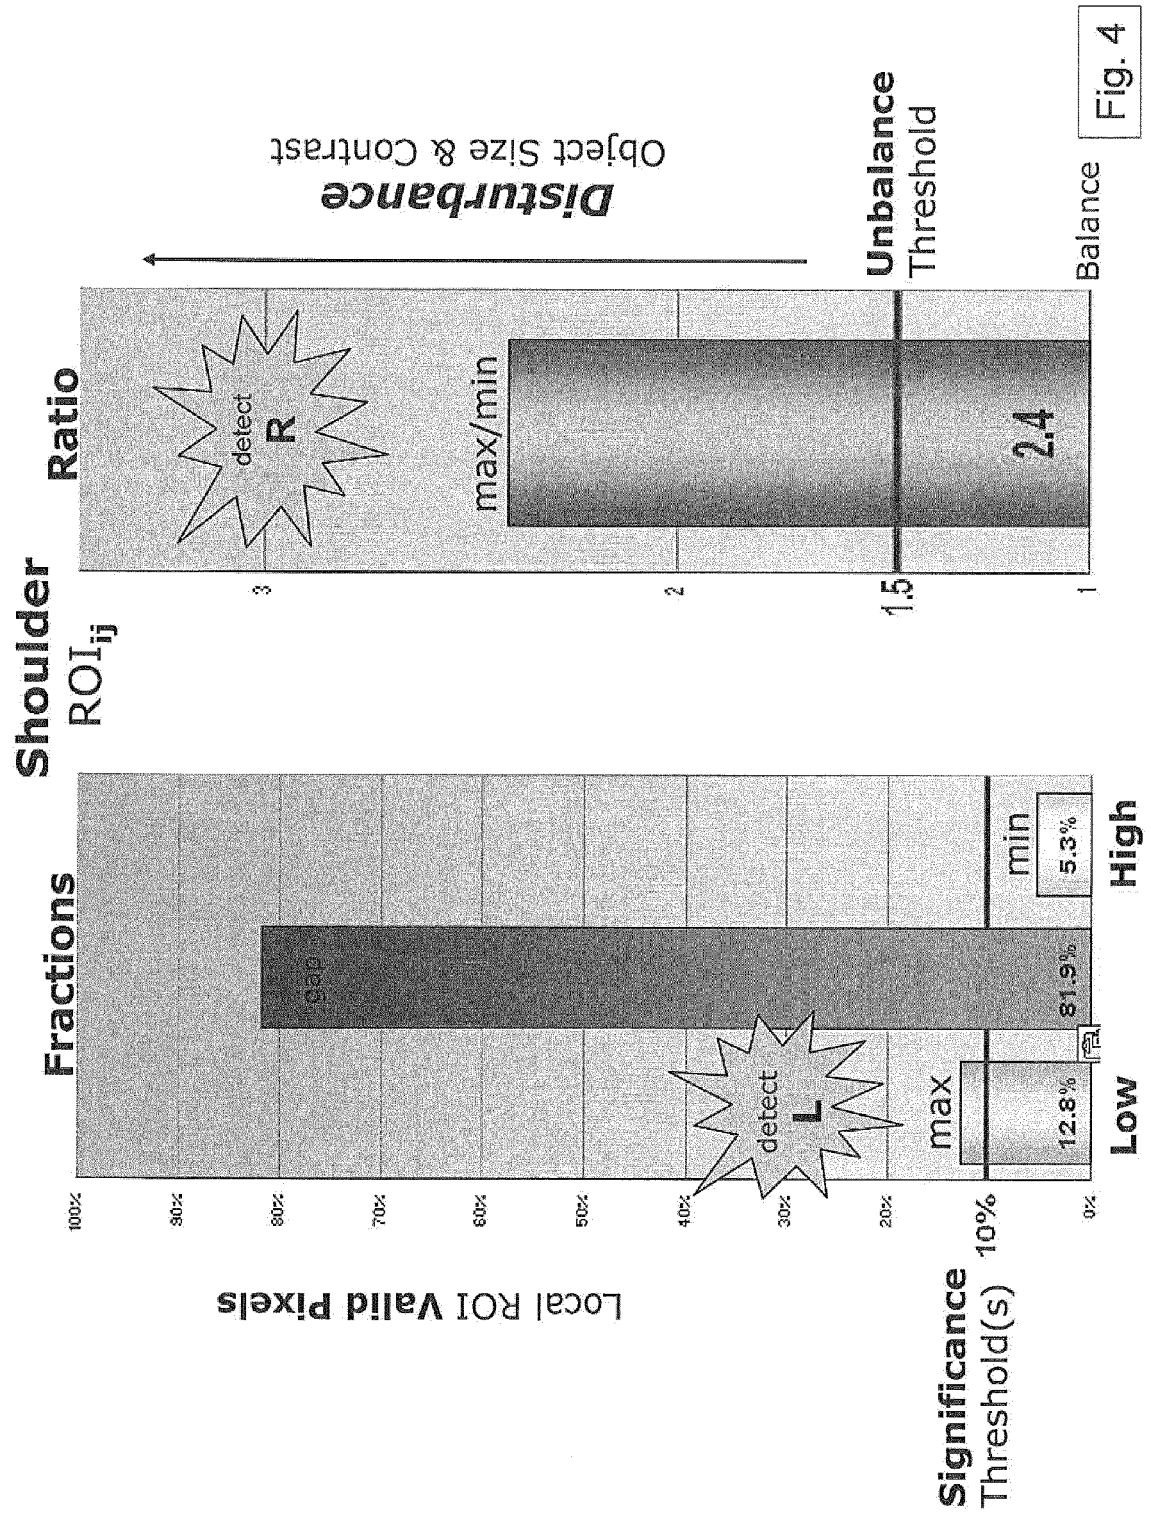 Shoulder
ROIij
Fractions
Ratio
100%
90%
80%
70%
60%
50%
40%
30%
20%
10%
0%
Local ROI Valid Pixels
Significance
Threshold(s)
detect
L
max
12.8%
Low
gap
81.9%
min
5.3%
High
3
2
1.5
1
detect
R
max/min
2.4
Disturbance
Object Size & Contrast
Unbalance
Threshold
Balance
Fig. 4